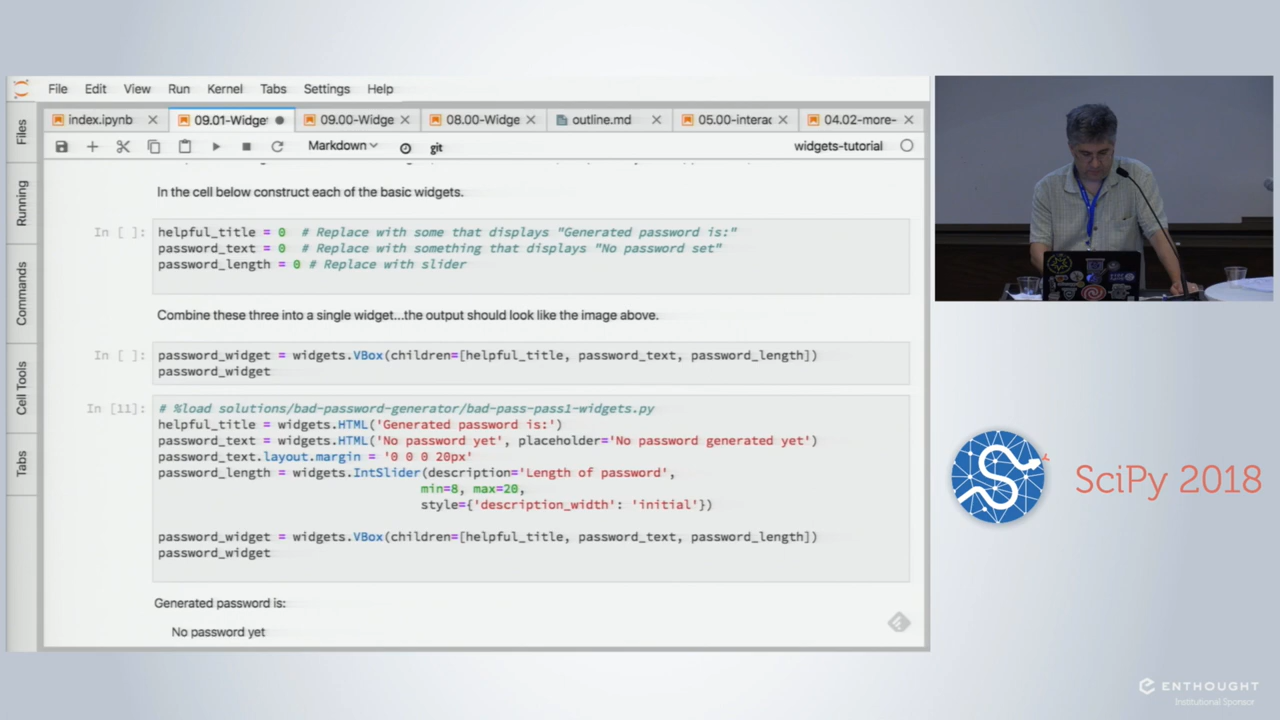 File Edit View Run Kernel Tabs Settings Help
index.ipynb 09.01-Widge 09.00-Widge 08.00-Widge outline.md 05.00-interac 04.02-more-
Markdown git widgets-tutorial
Files
Running
Commands
Cell Tools
Tabs
In the cell below construct each of the basic widgets.
In [ ]: helpful_title = 0 # Replace with some that displays "Generated password is:"
password_text = 0 # Replace with something that displays "No password set"
password_length = 0 # Replace with slider
Combine these three into a single widget...the output should look like the image above.
In [ ]: password_widget = widgets.VBox(children=[helpful_title, password_text, password_length])
password_widget
In [11]: # %load solutions/bad-password-generator/bad-pass-pass1-widgets.py
helpful_title = widgets.HTML('Generated password is:')
password_text = widgets.HTML('No password yet', placeholder='No password generated yet')
password_text.layout.margin = '0 0 0 20px'
password_length = widgets.IntSlider(description='Length of password',
min=8, max=20,
style={'description_width': 'initial'})
password_widget = widgets.VBox(children=[helpful_title, password_text, password_length])
password_widget
Generated password is:
No password yet
SciPy 2018
ENTHOUGHT
Institutional Sponsor